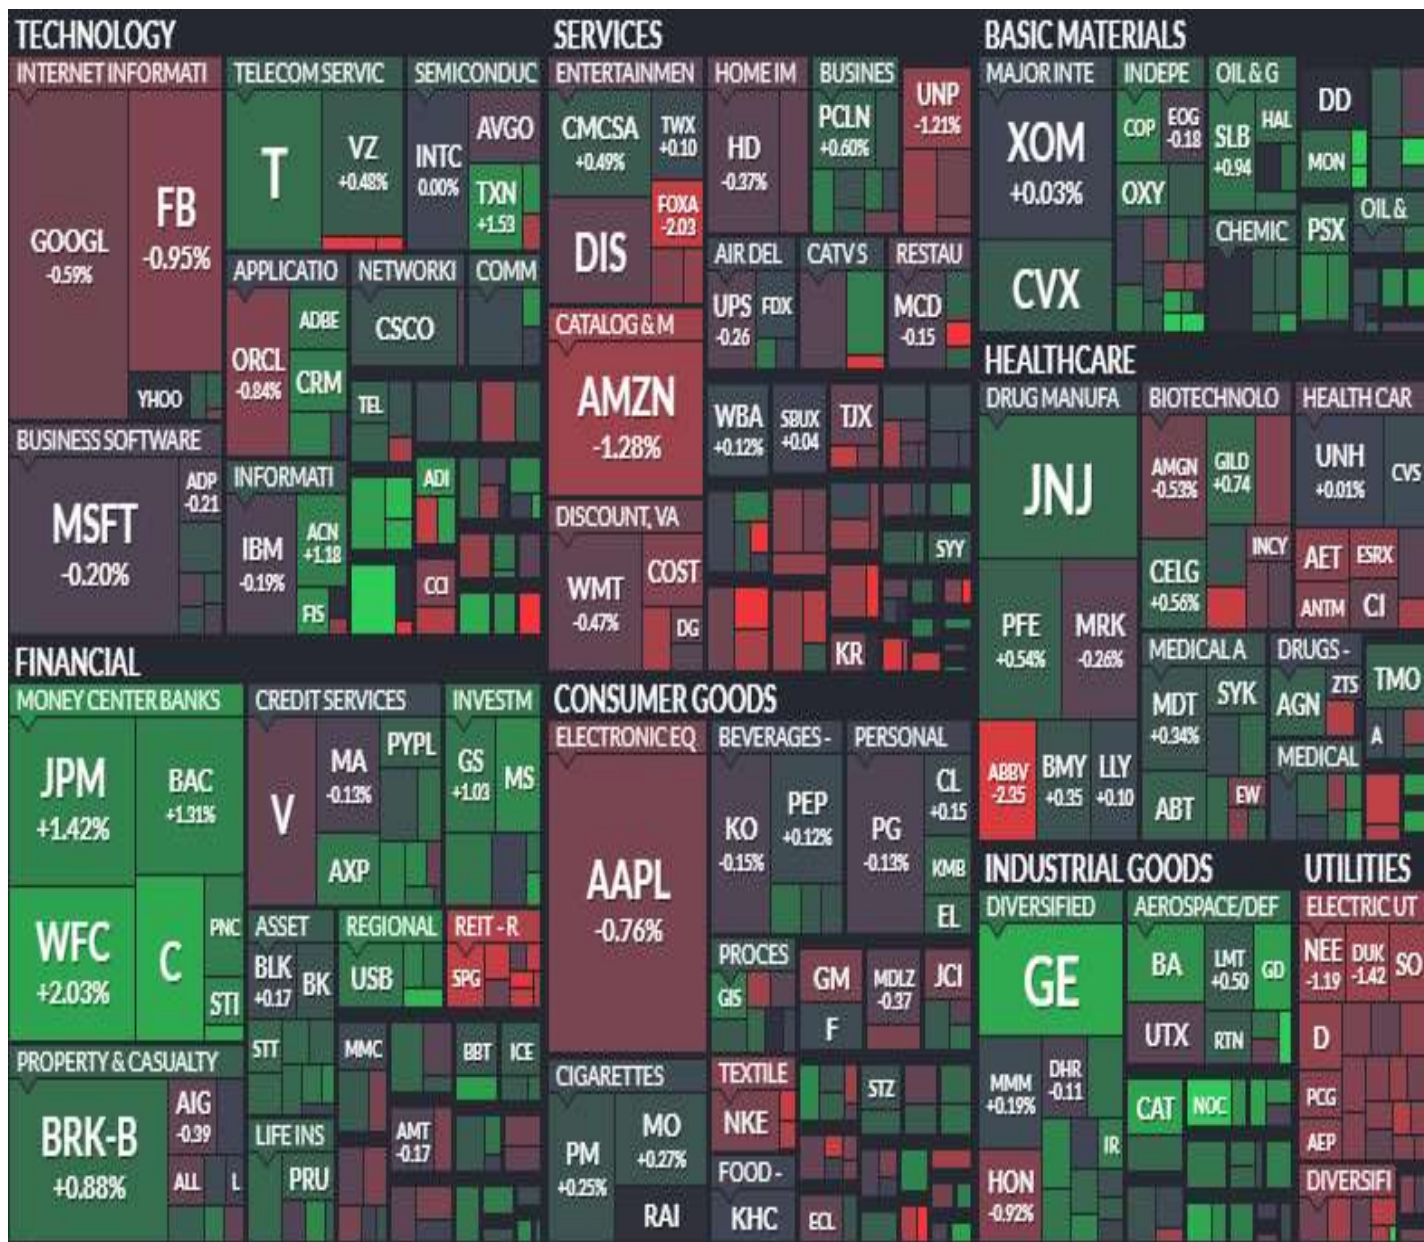 TECHNOLOGY
INTERNET INFORMATI
GOOGL
-0.59%
FB
-0.95%
YHOO
TELECOM SERVIC
T
VZ
+0.48%
SEMICONDUC
INTC
0.00%
AVGO
TXN
+1.53
APPLICATIO
ORCL
-0.84%
ADBE
CRM
NETWORKI
CSCO
COMM
TEL
BUSINESS SOFTWARE
MSFT
-0.20%
ADP
-0.21
INFORMATI
IBM
-0.19%
ACN
+1.18
FIS
ADI
CCI
SERVICES
ENTERTAINMEN
CMCSA
+0.49%
TWX
+0.10
DIS
FOXA
-2.03
HOME IM
HD
-0.37%
BUSINES
PCLN
+0.60%
UNP
-1.21%
AIR DEL
UPS
-0.26
FDX
CATV S
RESTAU
MCD
-0.15
CATALOG & M
AMZN
-1.28%
WBA
+0.12%
SBUX
+0.04
TJX
DISCOUNT, VA
WMT
-0.47%
COST
DG
SYY
KR
BASIC MATERIALS
MAJOR INTE
XOM
+0.03%
CVX
INDEPE
COP
EOG
-0.18
OXY
OIL & G
SLB
+0.94
HAL
CHEMIC
DD
MON
PSX
OIL &
HEALTHCARE
DRUG MANUFA
JNJ
PFE
+0.54%
MRK
-0.26%
ABBV
-2.35
BMY
+0.35
LLY
+0.10
BIOTECHNOLO
AMGN
-0.53%
GILD
+0.74
CELG
+0.56%
INCY
HEALTH CAR
UNH
+0.01%
CVS
AET
ESRX
ANTM
CI
MEDICAL A
MDT
+0.34%
SYK
ABT
EW
DRUGS -
AGN
ZTS
TMO
A
MEDICAL
FINANCIAL
MONEY CENTER BANKS
JPM
+1.42%
BAC
+1.31%
WFC
+2.03%
C
PNC
STI
CREDIT SERVICES
V
MA
-0.13%
PYPL
AXP
INVESTM
GS
+1.03
MS
ASSET
BLK
+0.17
BK
STT
REGIONAL
USB
REIT - R
SPG
PROPERTY & CASUALTY
BRK-B
+0.88%
AIG
-0.39
ALL
L
LIFE INS
PRU
MMC
BBT
ICE
AMT
-0.17
CONSUMER GOODS
ELECTRONIC EQ
AAPL
-0.76%
BEVERAGES -
KO
-0.15%
PEP
+0.12%
PERSONAL
PG
-0.13%
CL
+0.15
KMB
EL
PROCES
GIS
GM
F
MDLZ
-0.37
JCI
CIGARETTES
PM
+0.25%
MO
+0.27%
RAI
TEXTILE
NKE
FOOD -
KHC
STZ
ECL
INDUSTRIAL GOODS
DIVERSIFIED
GE
MMM
+0.19%
DHR
-0.11
HON
-0.92%
IR
AEROSPACE/DEF
BA
LMT
+0.50
GD
UTX
RTN
CAT
NOC
UTILITIES
ELECTRIC UT
NEE
-1.19
DUK
-1.42
SO
D
PCG
AEP
DIVERSIFI